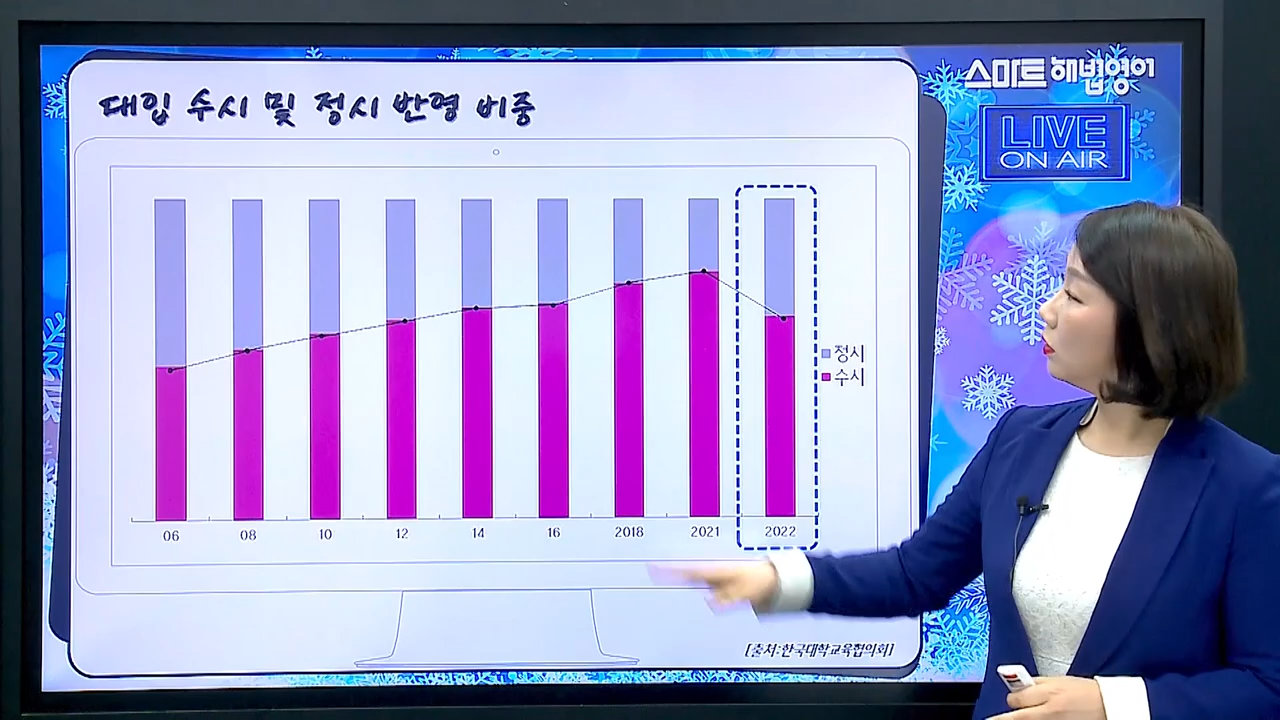 대입 수시 및 정시 반영 비중
스마트해법영어
LIVE
ON AIR
정시
수시
06 08 10 12 14 16 2018 2021 2022
[출처:한국대학교육협의회]